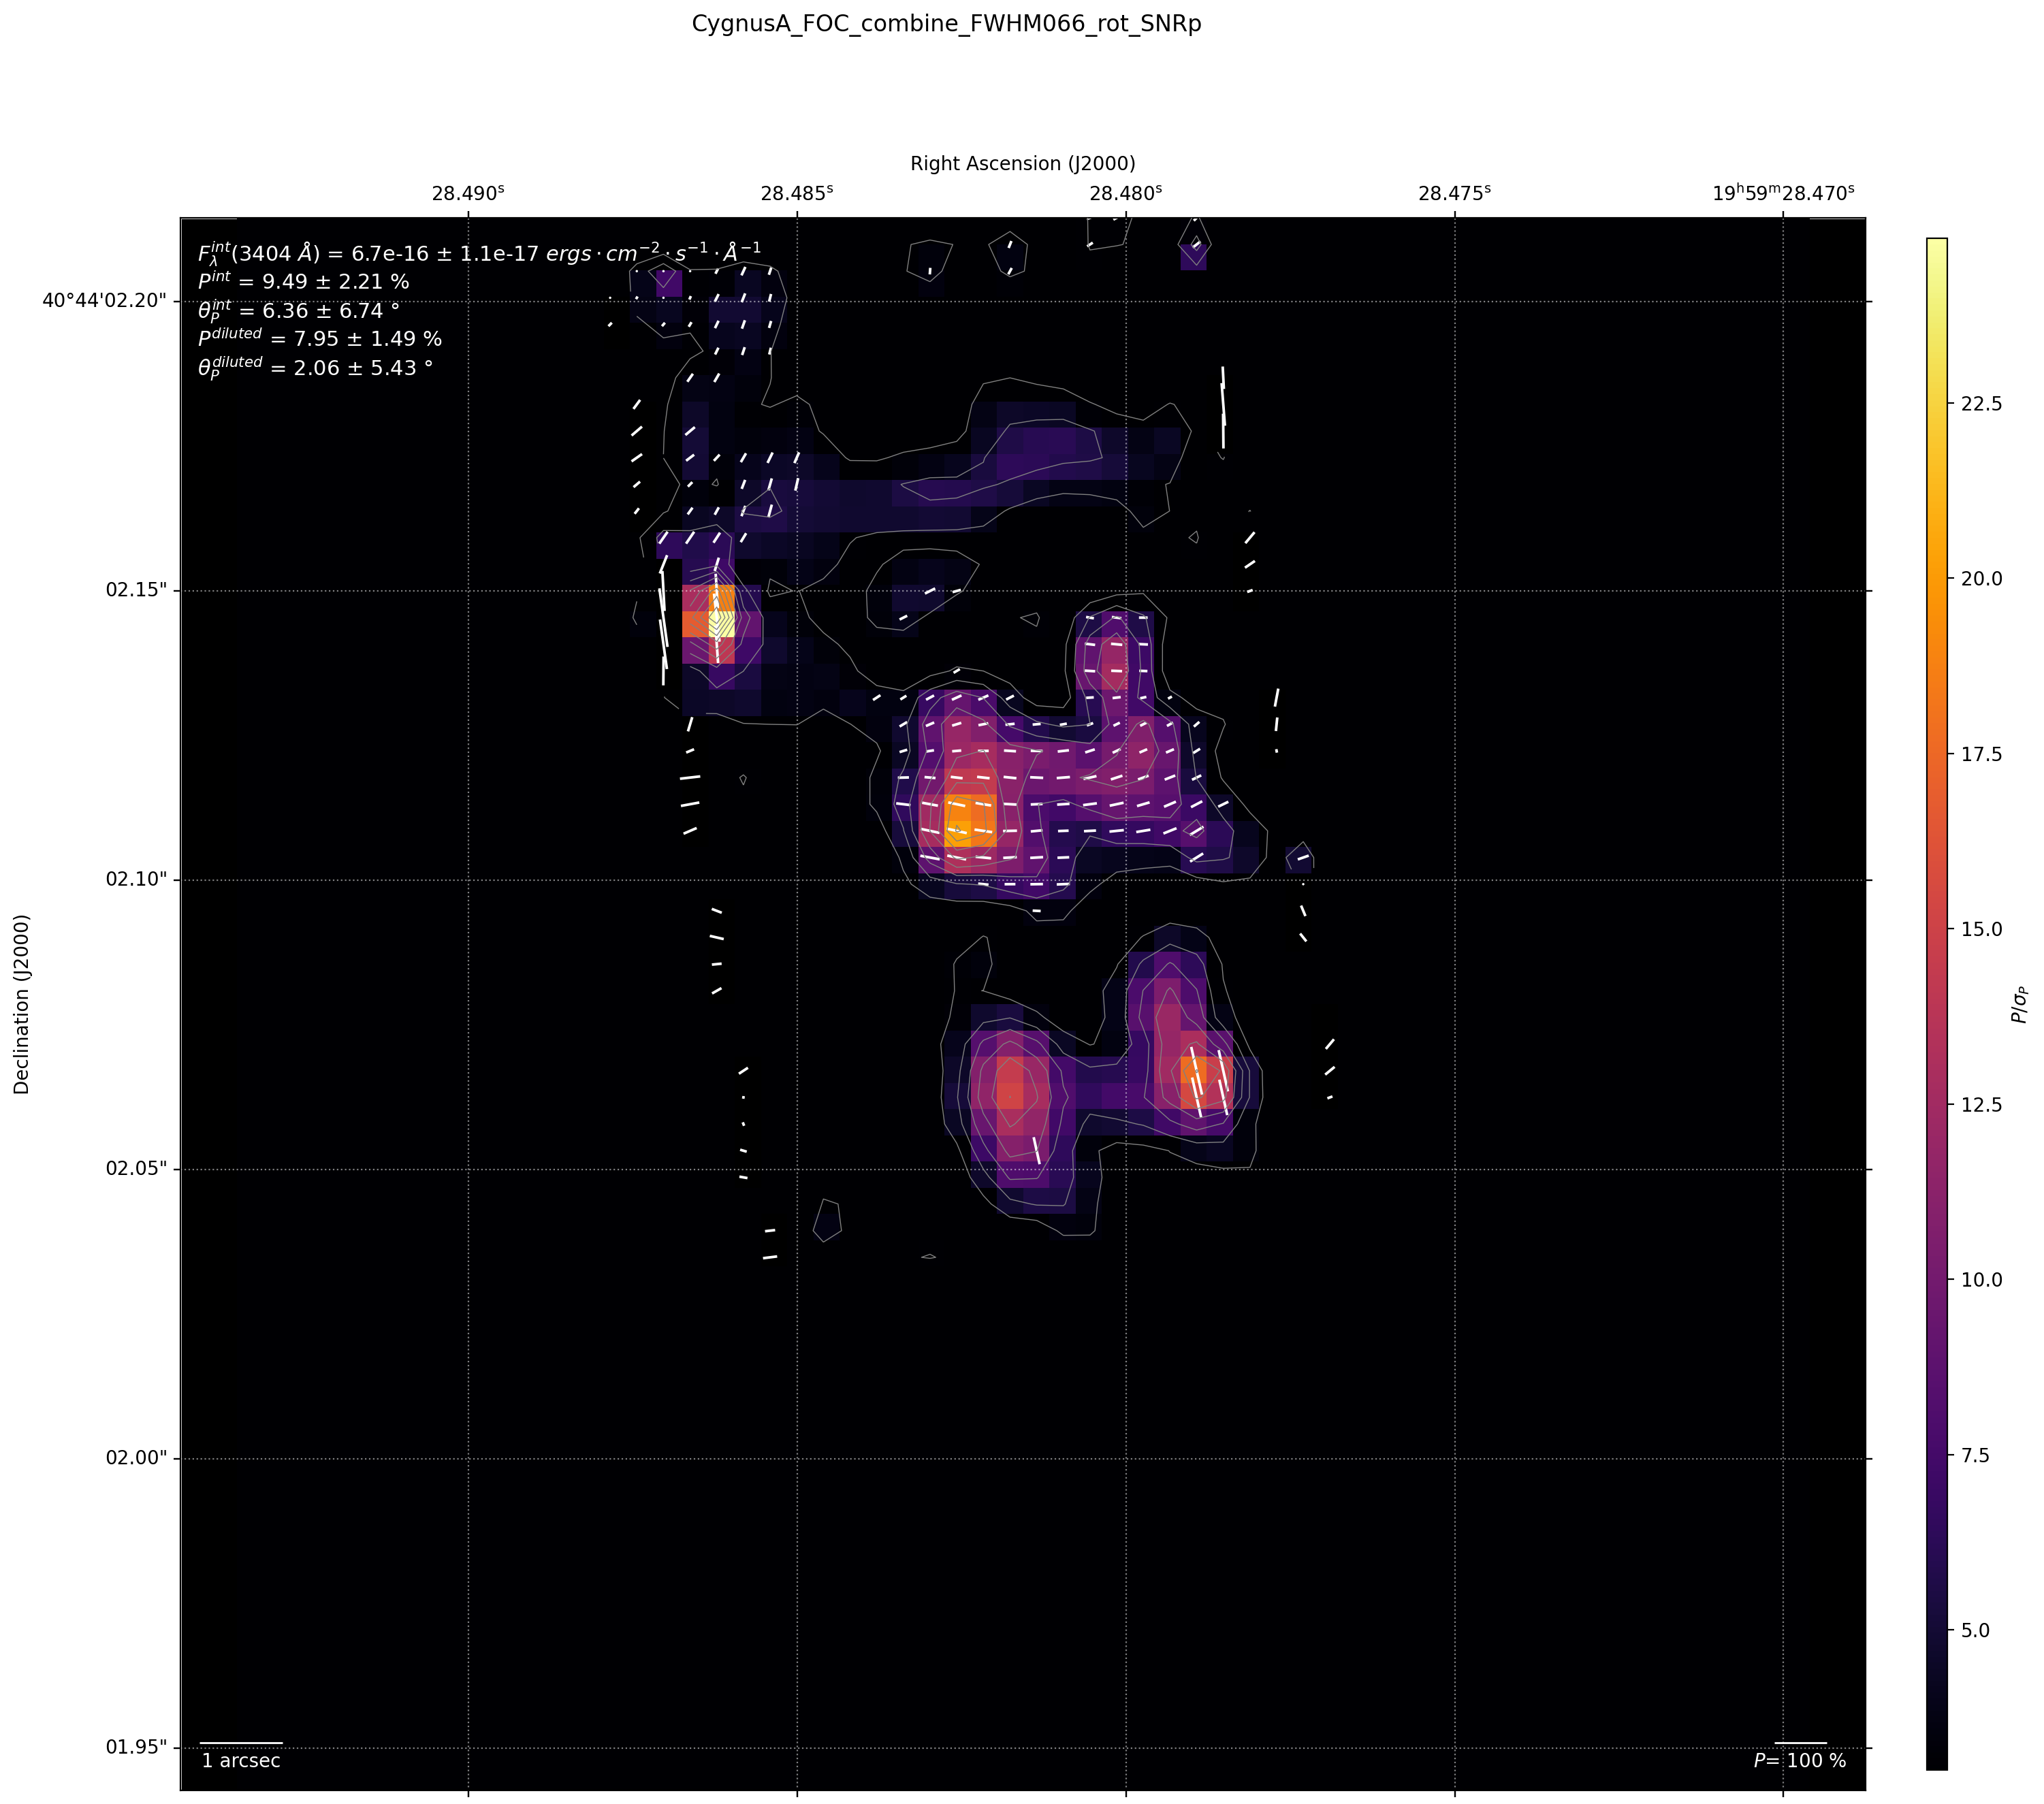 CygnusA_FOC_combine_FWHM066_rot_SNRp
Right Ascension (J2000)
28.490ˢ 28.485ˢ 28.480ˢ 28.475ˢ 19ʰ59ᵐ28.470ˢ
F_λ^int(3404 Å) = 6.7e-16 ± 1.1e-17 ergs·cm⁻²·s⁻¹·Å⁻¹
P^int = 9.49 ± 2.21 %
θ_P^int = 6.36 ± 6.74 °
P^diluted = 7.95 ± 1.49 %
θ_P^diluted = 2.06 ± 5.43 °
40°44'02.20"
02.15"
02.10"
02.05"
02.00"
01.95"
Declination (J2000)
1 arcsec
P= 100 %
22.5
20.0
17.5
15.0
12.5
10.0
7.5
5.0
P/σ_P